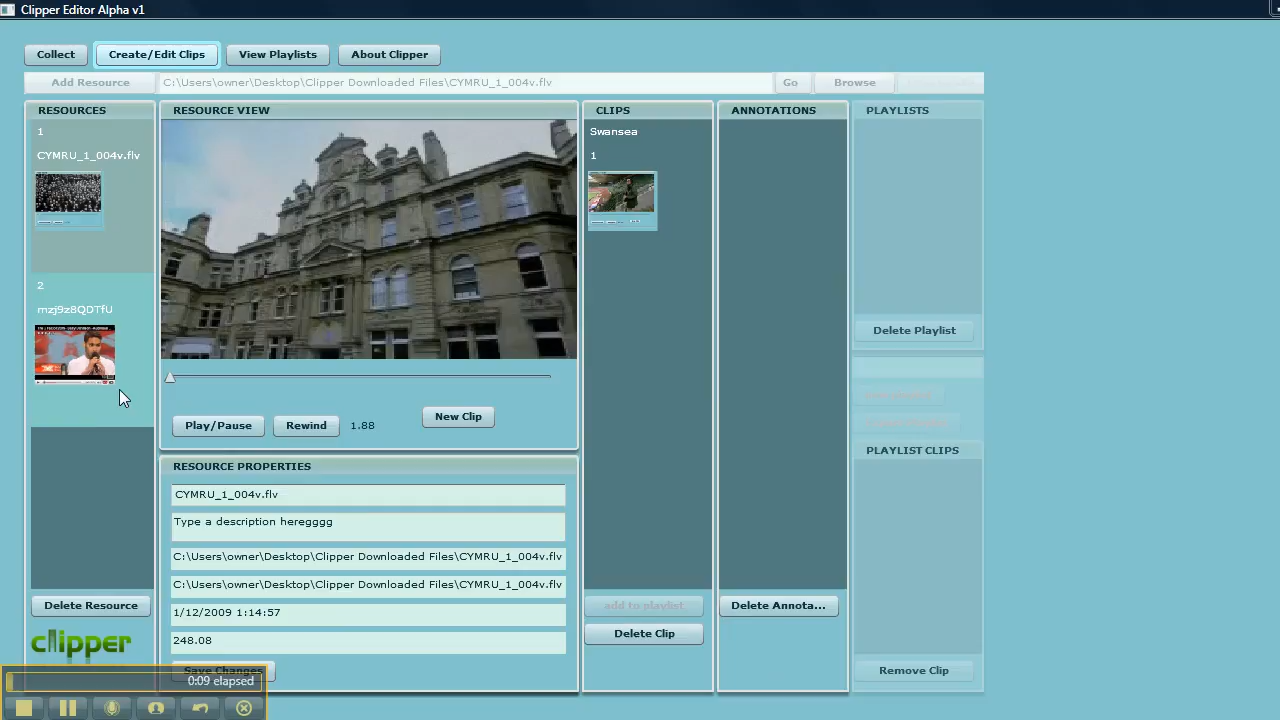 Clipper Editor Alpha v1
Collect
Create/Edit Clips
View Playlists
About Clipper
Add Resource
C:\Users\owner\Desktop\Clipper Downloaded Files\CYMRU_1_004v.flv
Go
Browse
RESOURCES
1
CYMRU_1_004v.flv
2
mzj9z8QDTfU
Delete Resource
clipper
RESOURCE VIEW
Play/Pause
Rewind
1.88
New Clip
RESOURCE PROPERTIES
CYMRU_1_004v.flv
Type a description heregggg
C:\Users\owner\Desktop\Clipper Downloaded Files\CYMRU_1_004v.flv
C:\Users\owner\Desktop\Clipper Downloaded Files\CYMRU_1_004v.flv
1/12/2009 1:14:57
248.08
Save Changes
0:09 elapsed
CLIPS
Swansea
1
add to playlist
Delete Clip
ANNOTATIONS
Delete Annota...
PLAYLISTS
Delete Playlist
PLAYLIST CLIPS
Remove Clip